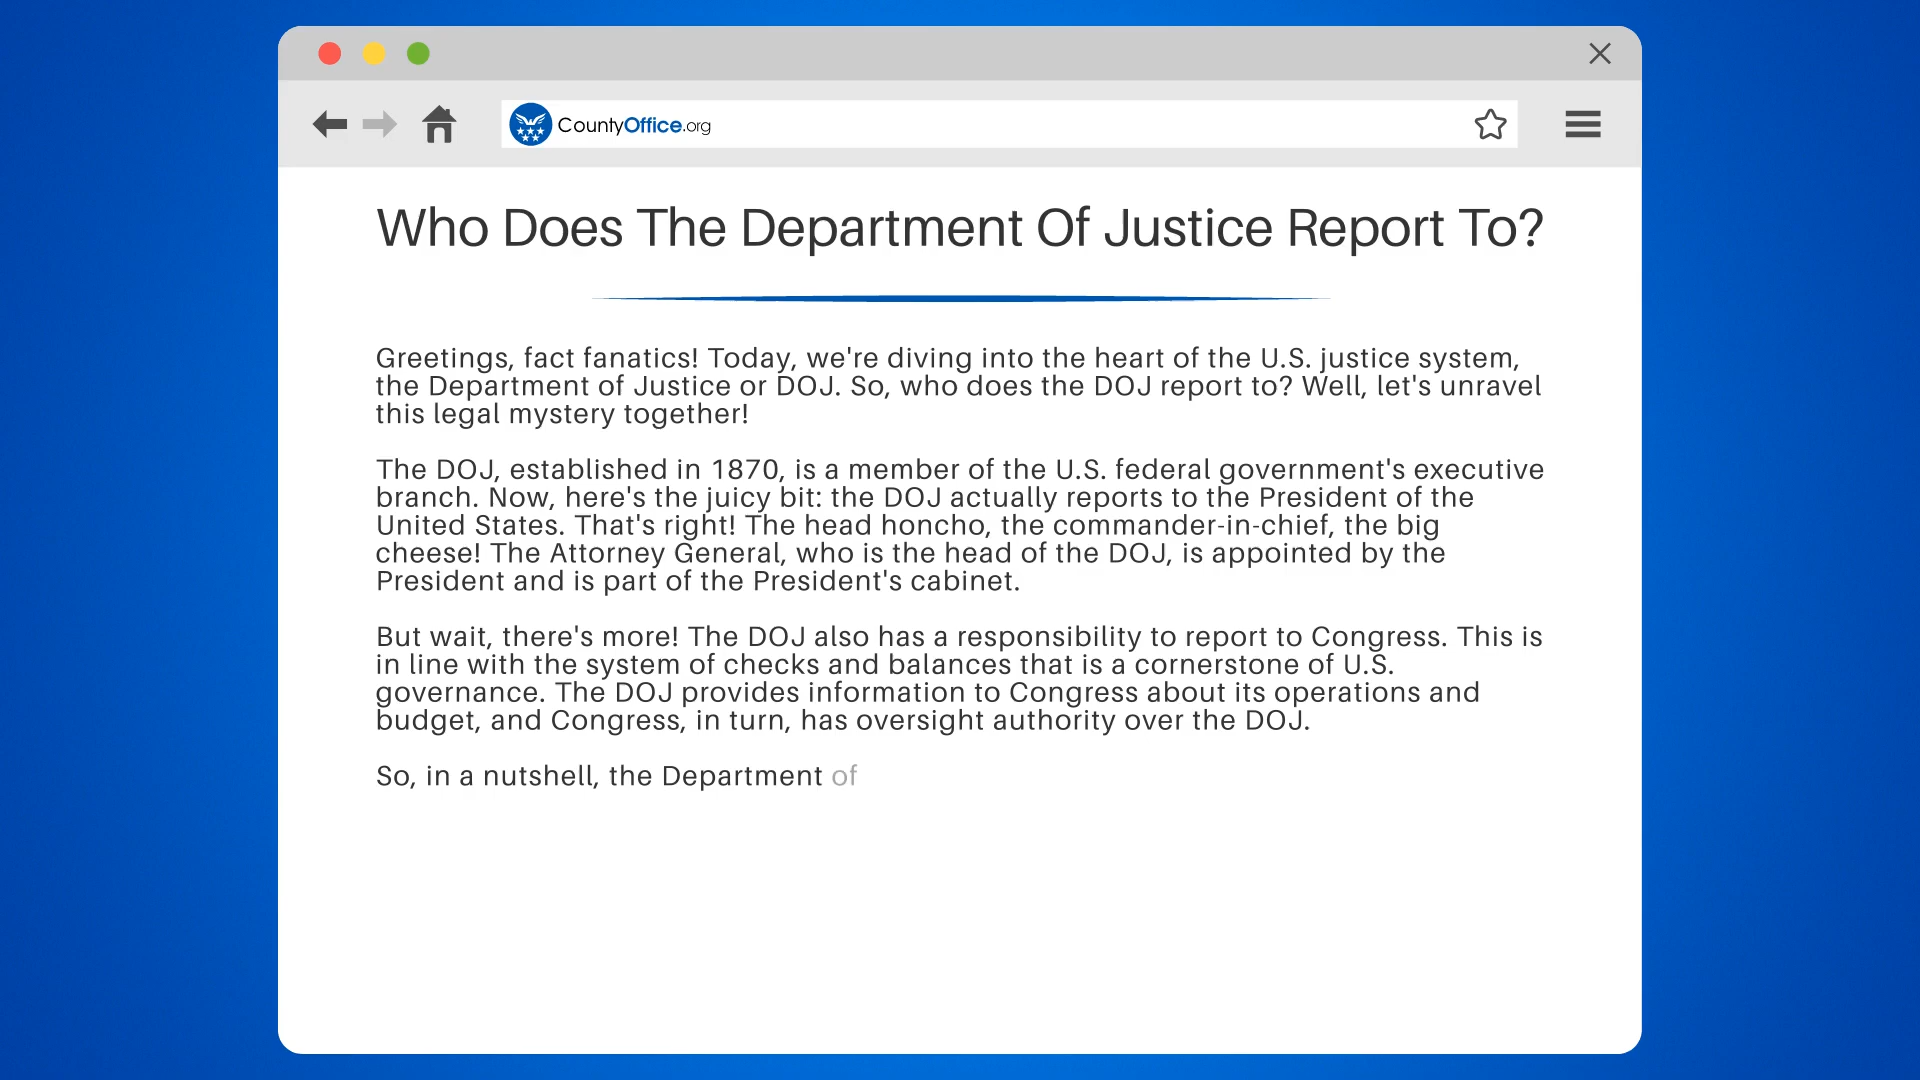 CountyOffice.org
Who Does The Department Of Justice Report To?
Greetings, fact fanatics! Today, we're diving into the heart of the U.S. justice system,
the Department of Justice or DOJ. So, who does the DOJ report to? Well, let's unravel
this legal mystery together!
The DOJ, established in 1870, is a member of the U.S. federal government's executive
branch. Now, here's the juicy bit: the DOJ actually reports to the President of the
United States. That's right! The head honcho, the commander-in-chief, the big
cheese! The Attorney General, who is the head of the DOJ, is appointed by the
President and is part of the President's cabinet.
But wait, there's more! The DOJ also has a responsibility to report to Congress. This is
in line with the system of checks and balances that is a cornerstone of U.S.
governance. The DOJ provides information to Congress about its operations and
budget, and Congress, in turn, has oversight authority over the DOJ.
So, in a nutshell, the Department of